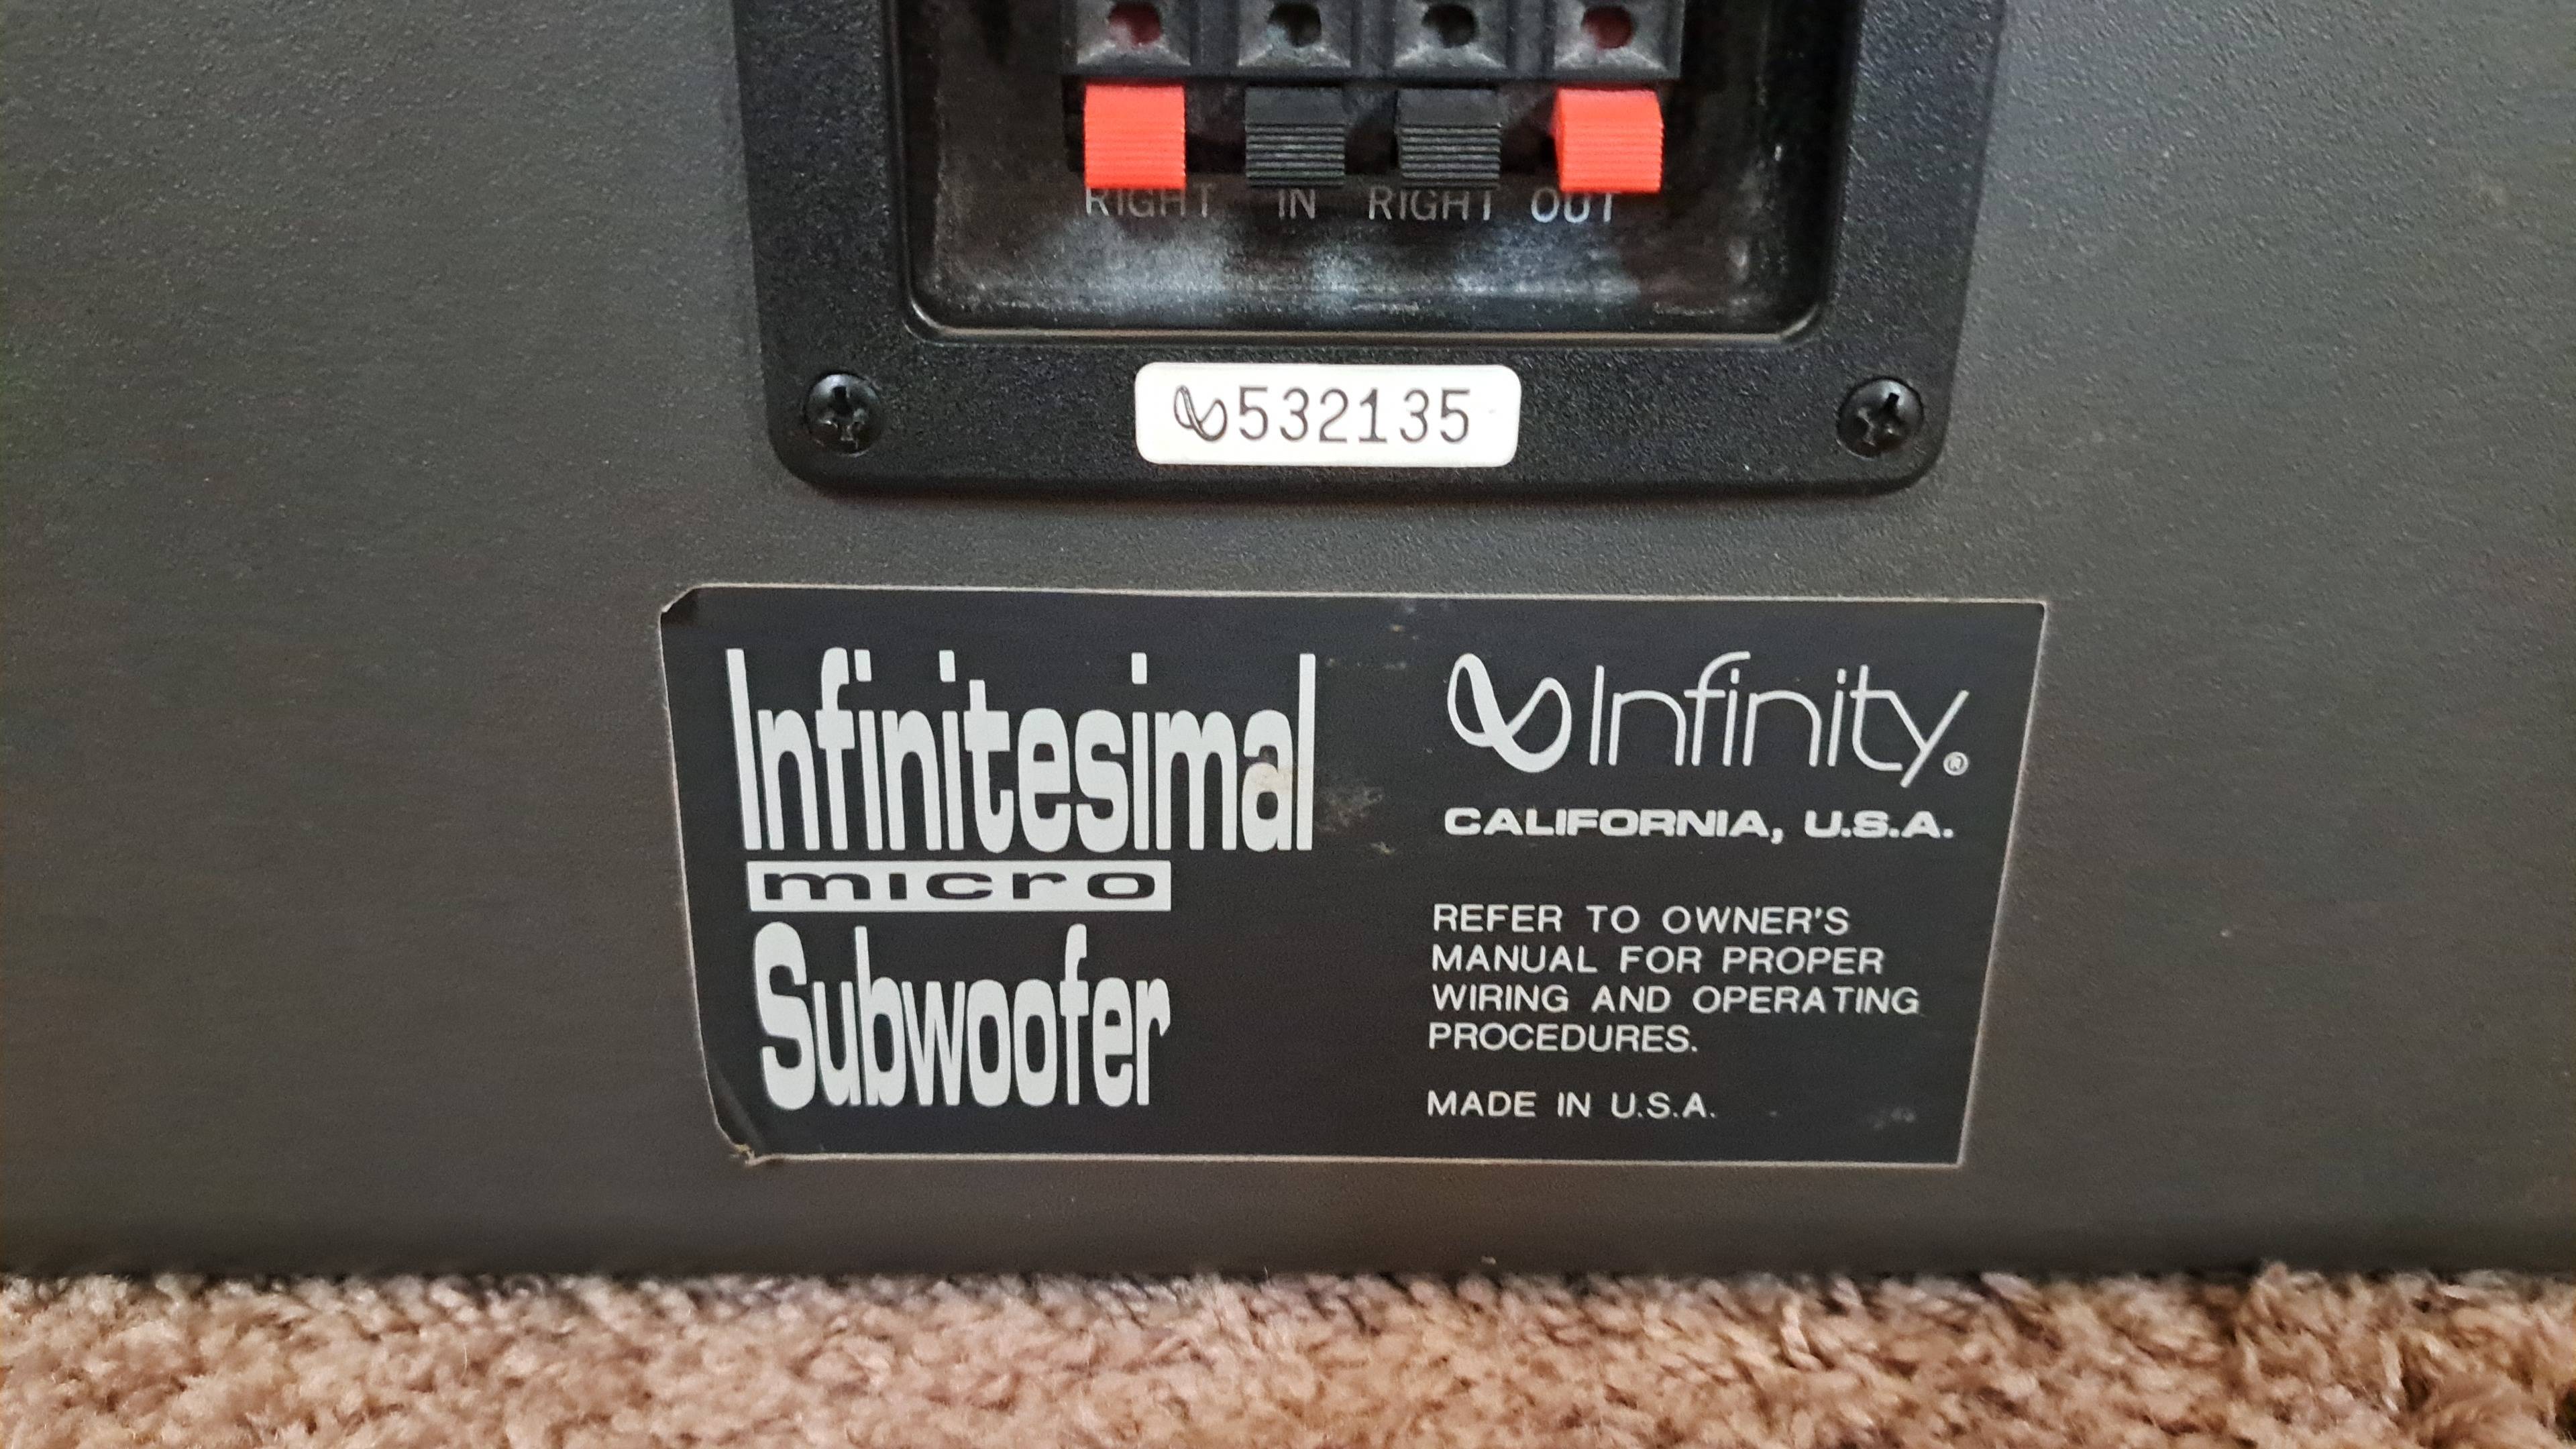 RIGHT IN RIGHT OUT
532135
Infinitesimal
micro
Subwoofer
Infinity®
CALIFORNIA, U.S.A.
REFER TO OWNER'S
MANUAL FOR PROPER
WIRING AND OPERATING
PROCEDURES.
MADE IN U.S.A.